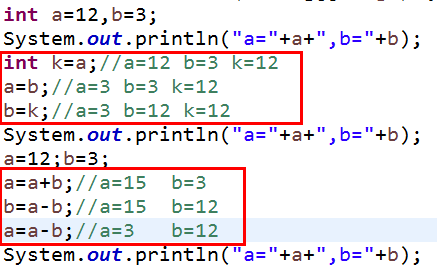 int a=12,b=3;
System.out.println("a="+a+",b="+b);
int k=a;//a=12 b=3 k=12
a=b;//a=3 b=3 k=12
b=k;//a=3 b=12 k=12
System.out.println("a="+a+",b="+b);
a=12;b=3;
a=a+b;//a=15  b=3
b=a-b;//a=15  b=12
a=a-b;//a=3   b=12
System.out.println("a="+a+",b="+b);